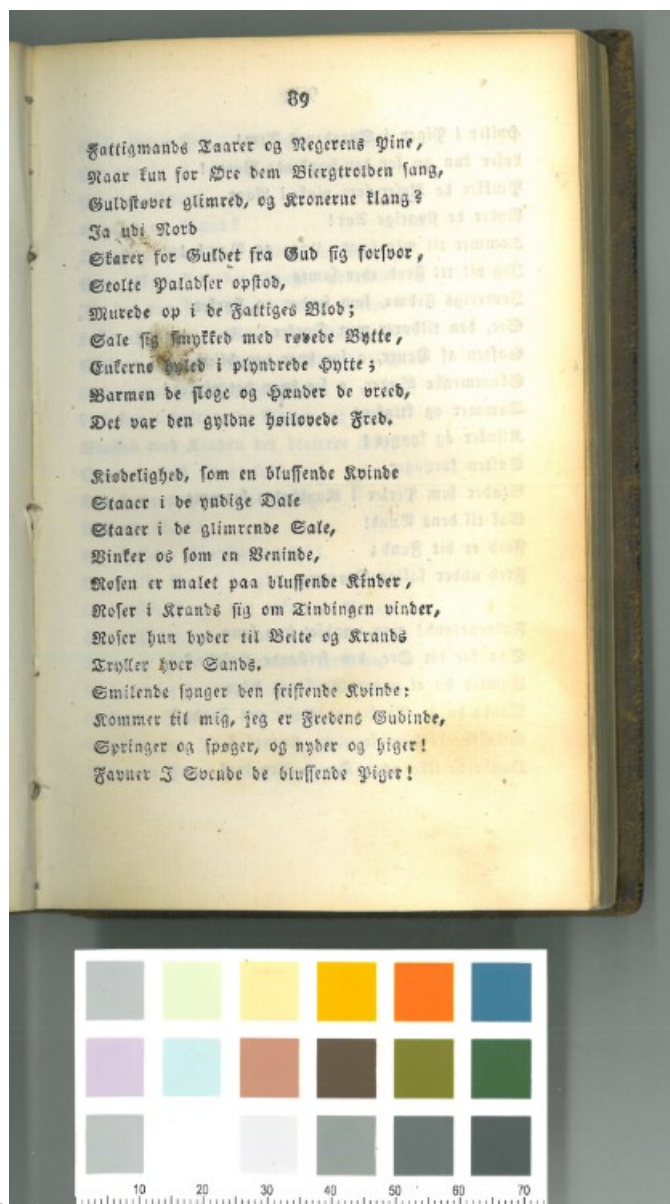 89
Fattigmands Taarer og Negerens Pine,
Naar kun for Øre dem Biergtrolden sang,
Guldstøvet glimred, og Kronerne klang?
Ja udi Nord
Skarer for Guldet fra Gud sig forsvor,
Stolte Paladser opstod,
Murede op i de Fattiges Blod;
Sale sig smykked med røvede Bytte,
Enkerne hyled i plyndrede Hytte;
Barmen de sloge og Hænder de vreed,
Det var den gyldne høilovede Fred.
Kiødelighed, som en blussende Kvinde
Staaer i de yndige Dale
Staaer i de glimrende Sale,
Vinker os som en Veninde,
Rosen er malet paa blussende Kinder,
Roser i Krands sig om Tindingen vinder,
Roser hun byder til Belte og Krands
Tryller hver Sands.
Smilende synger den fristende Kvinde:
Kommer til mig, jeg er Fredens Gudinde,
Springer og spøger, og nyder og higer!
Favner I Svende de blussende Piger!
10 20 30 40 50 60 70